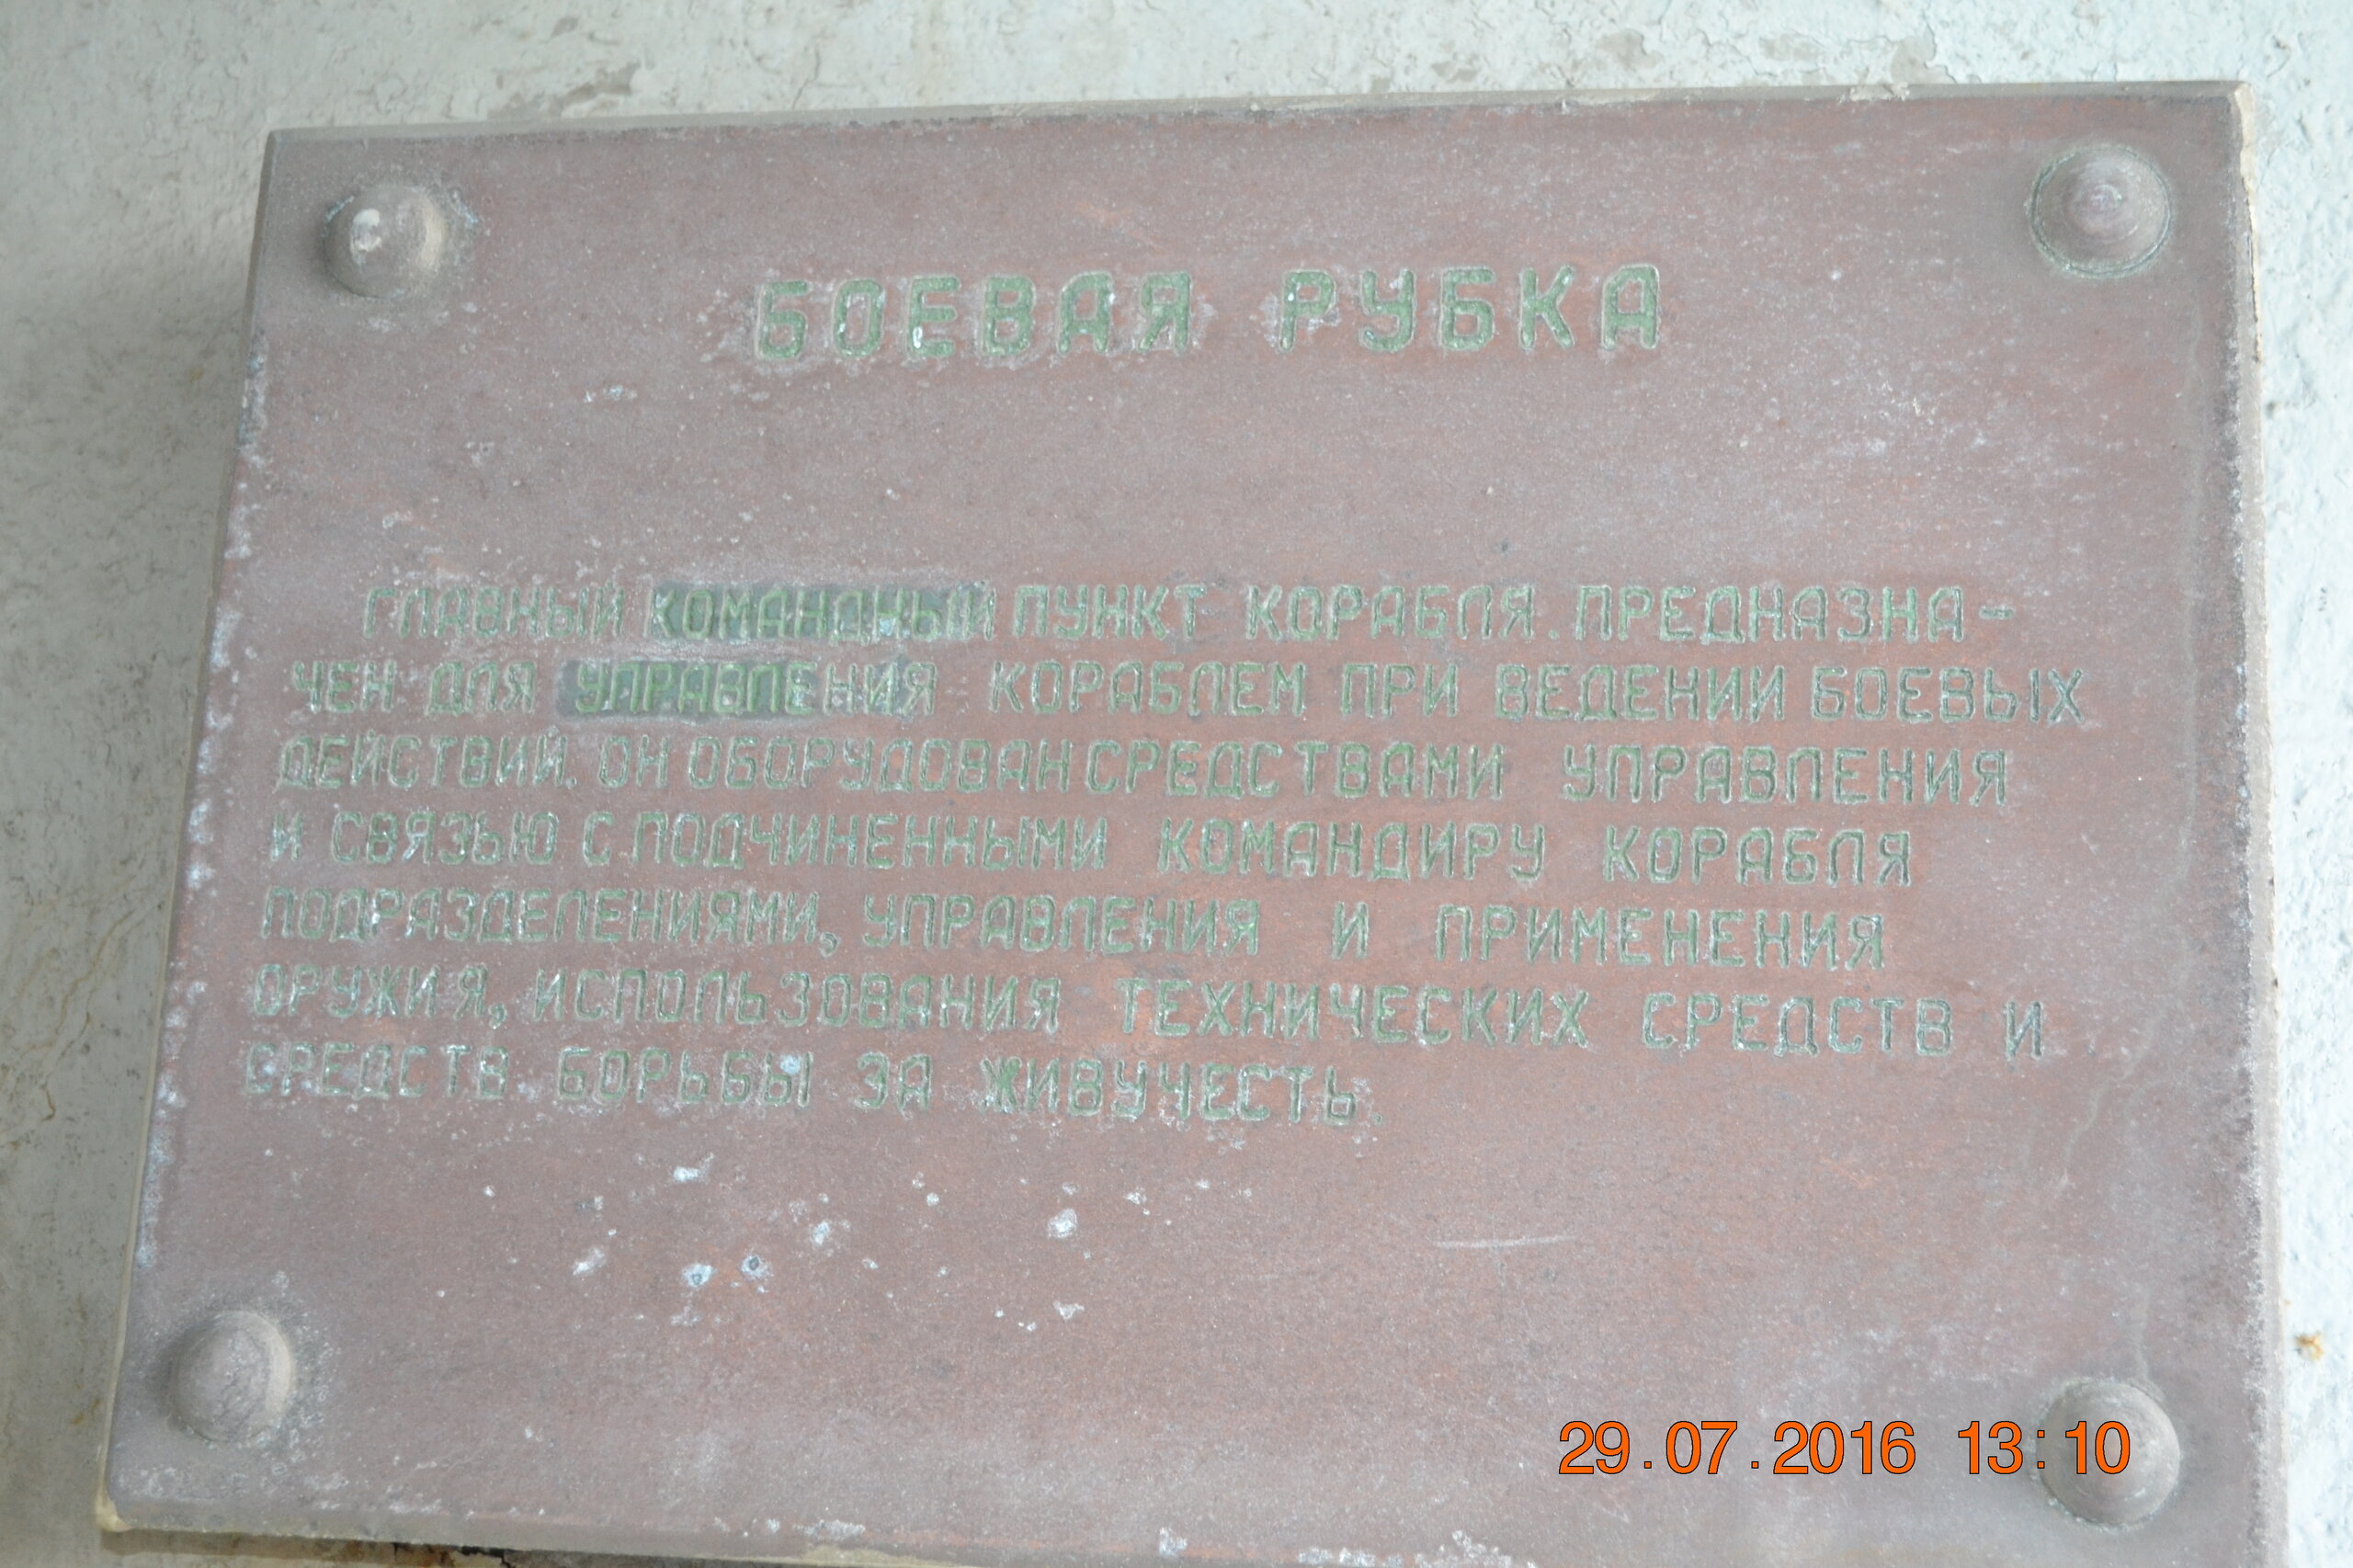 БОЕВАЯ РУБКА
ГЛАВНЫЙ КОМАНДНЫЙ ПУНКТ КОРАБЛЯ. ПРЕДНАЗНА-
ЧЕН ДЛЯ УПРАВЛЕНИЯ КОРАБЛЕМ ПРИ ВЕДЕНИИ БОЕВЫХ
ДЕЙСТВИЙ. ОН ОБОРУДОВАН СРЕДСТВАМИ УПРАВЛЕНИЯ
И СВЯЗЬЮ С ПОДЧИНЕННЫМИ КОМАНДИРУ КОРАБЛЯ
ПОДРАЗДЕЛЕНИЯМИ, УПРАВЛЕНИЯ И ПРИМЕНЕНИЯ
ОРУЖИЯ, ИСПОЛЬЗОВАНИЯ ТЕХНИЧЕСКИХ СРЕДСТВ И
СРЕДСТВ БОРЬБЫ ЗА ЖИВУЧЕСТЬ.
29.07.2016 13:10